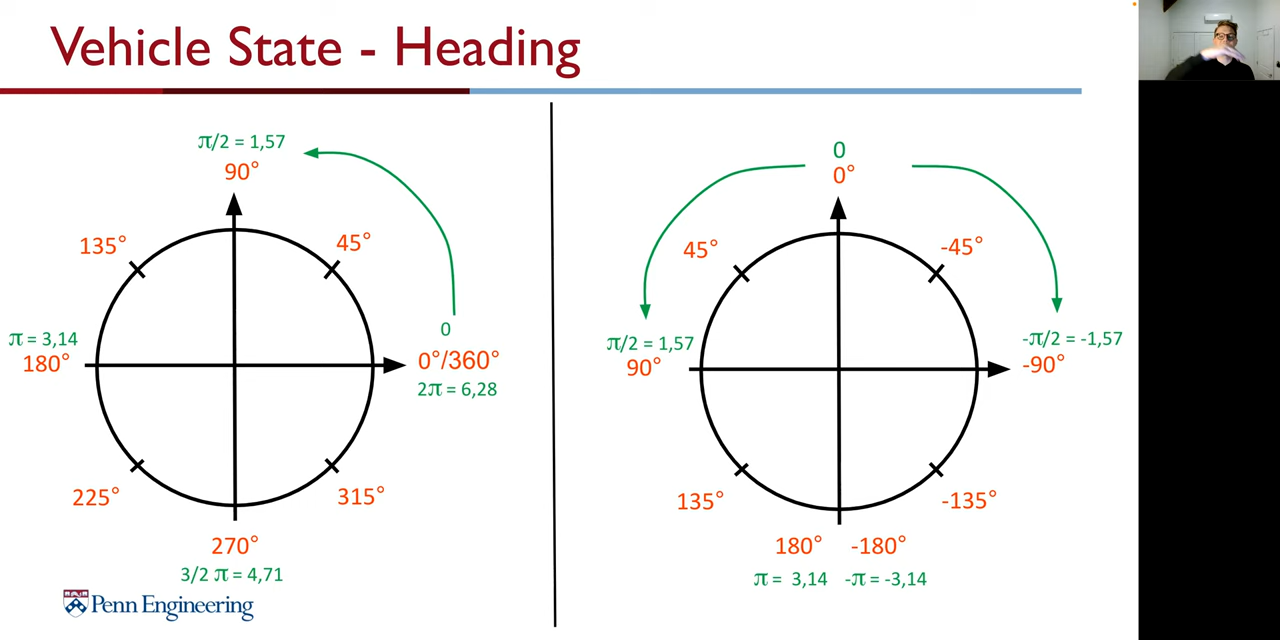 Vehicle State - Heading
π/2 = 1,57
90°
135°
45°
π = 3,14
180°
0
0°/360°
2π = 6,28
225°
315°
270°
3/2 π = 4,71
0
0°
45°
-45°
π/2 = 1,57
90°
-π/2 = -1,57
-90°
135°
-135°
180° -180°
π = 3,14 -π = -3,14
Penn Engineering